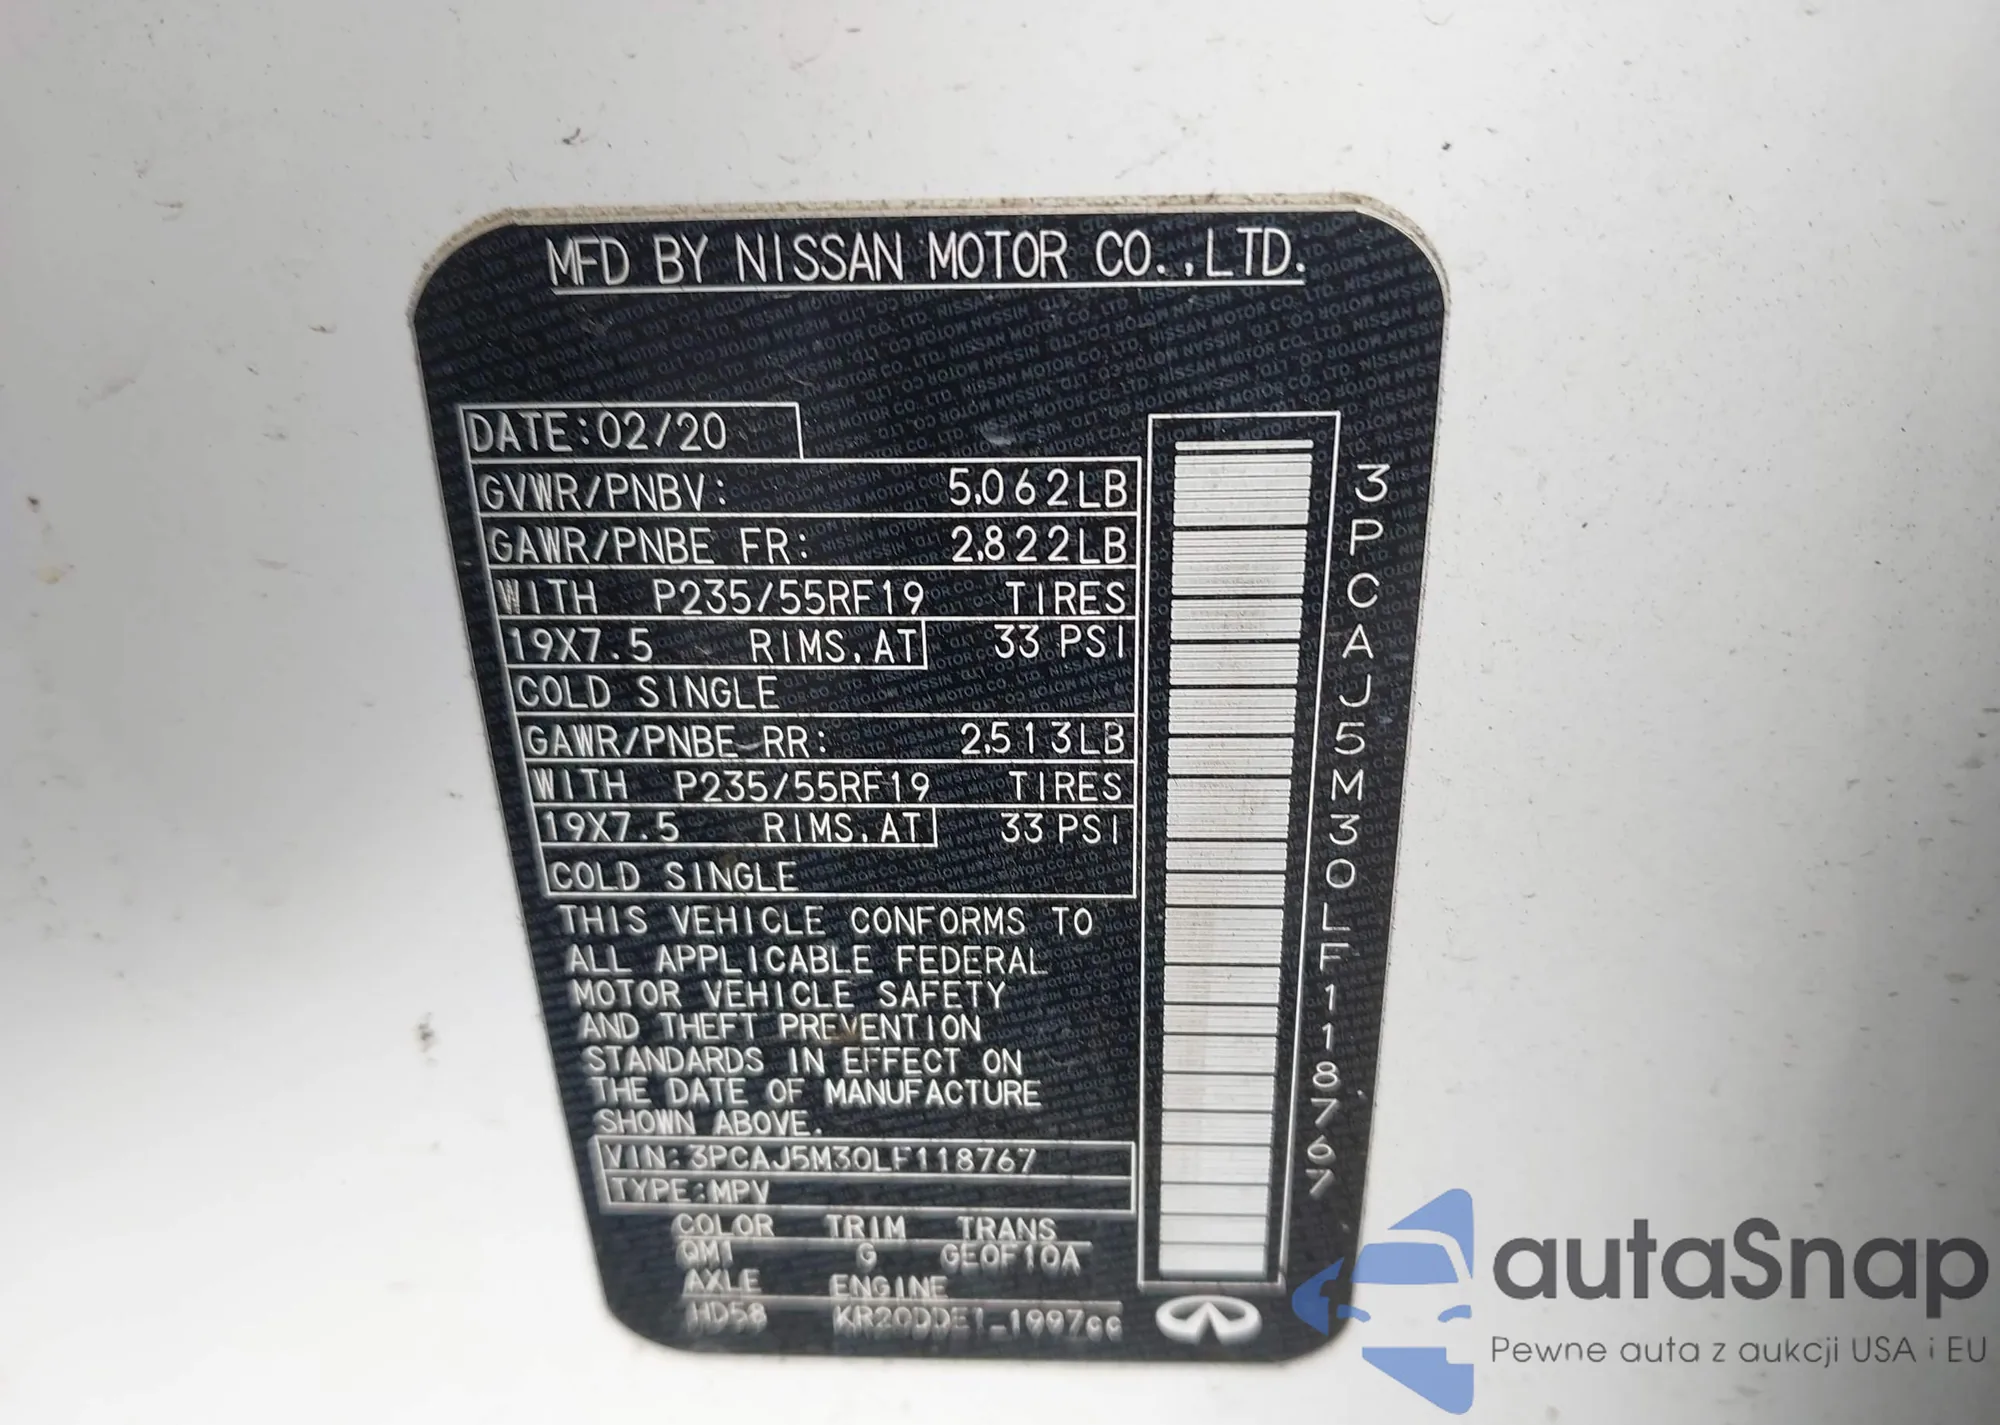 MFD BY NISSAN MOTOR CO.,LTD.
DATE:02/20
GVWR/PNBV: 5,062LB
GAWR/PNBE FR: 2,822LB
WITH P235/55RF19 TIRES
19X7.5 RIMS,AT 33 PSI
COLD SINGLE
GAWR/PNBE RR: 2,513LB
WITH P235/55RF19 TIRES
19X7.5 RIMS,AT 33 PSI
COLD SINGLE
THIS VEHICLE CONFORMS TO
ALL APPLICABLE FEDERAL
MOTOR VEHICLE SAFETY
AND THEFT PREVENTION
STANDARDS IN EFFECT ON
THE DATE OF MANUFACTURE
SHOWN ABOVE.
VIN:3PCAJ5M30LF118767
TYPE:MPV
COLOR TRIM TRANS
QM1 G GE0F10A
AXLE ENGINE
HD58 KR20DDET-1997cc
3PCAJ5M30LF118767
autaSnap
Pewne auta z aukcji USA i EU